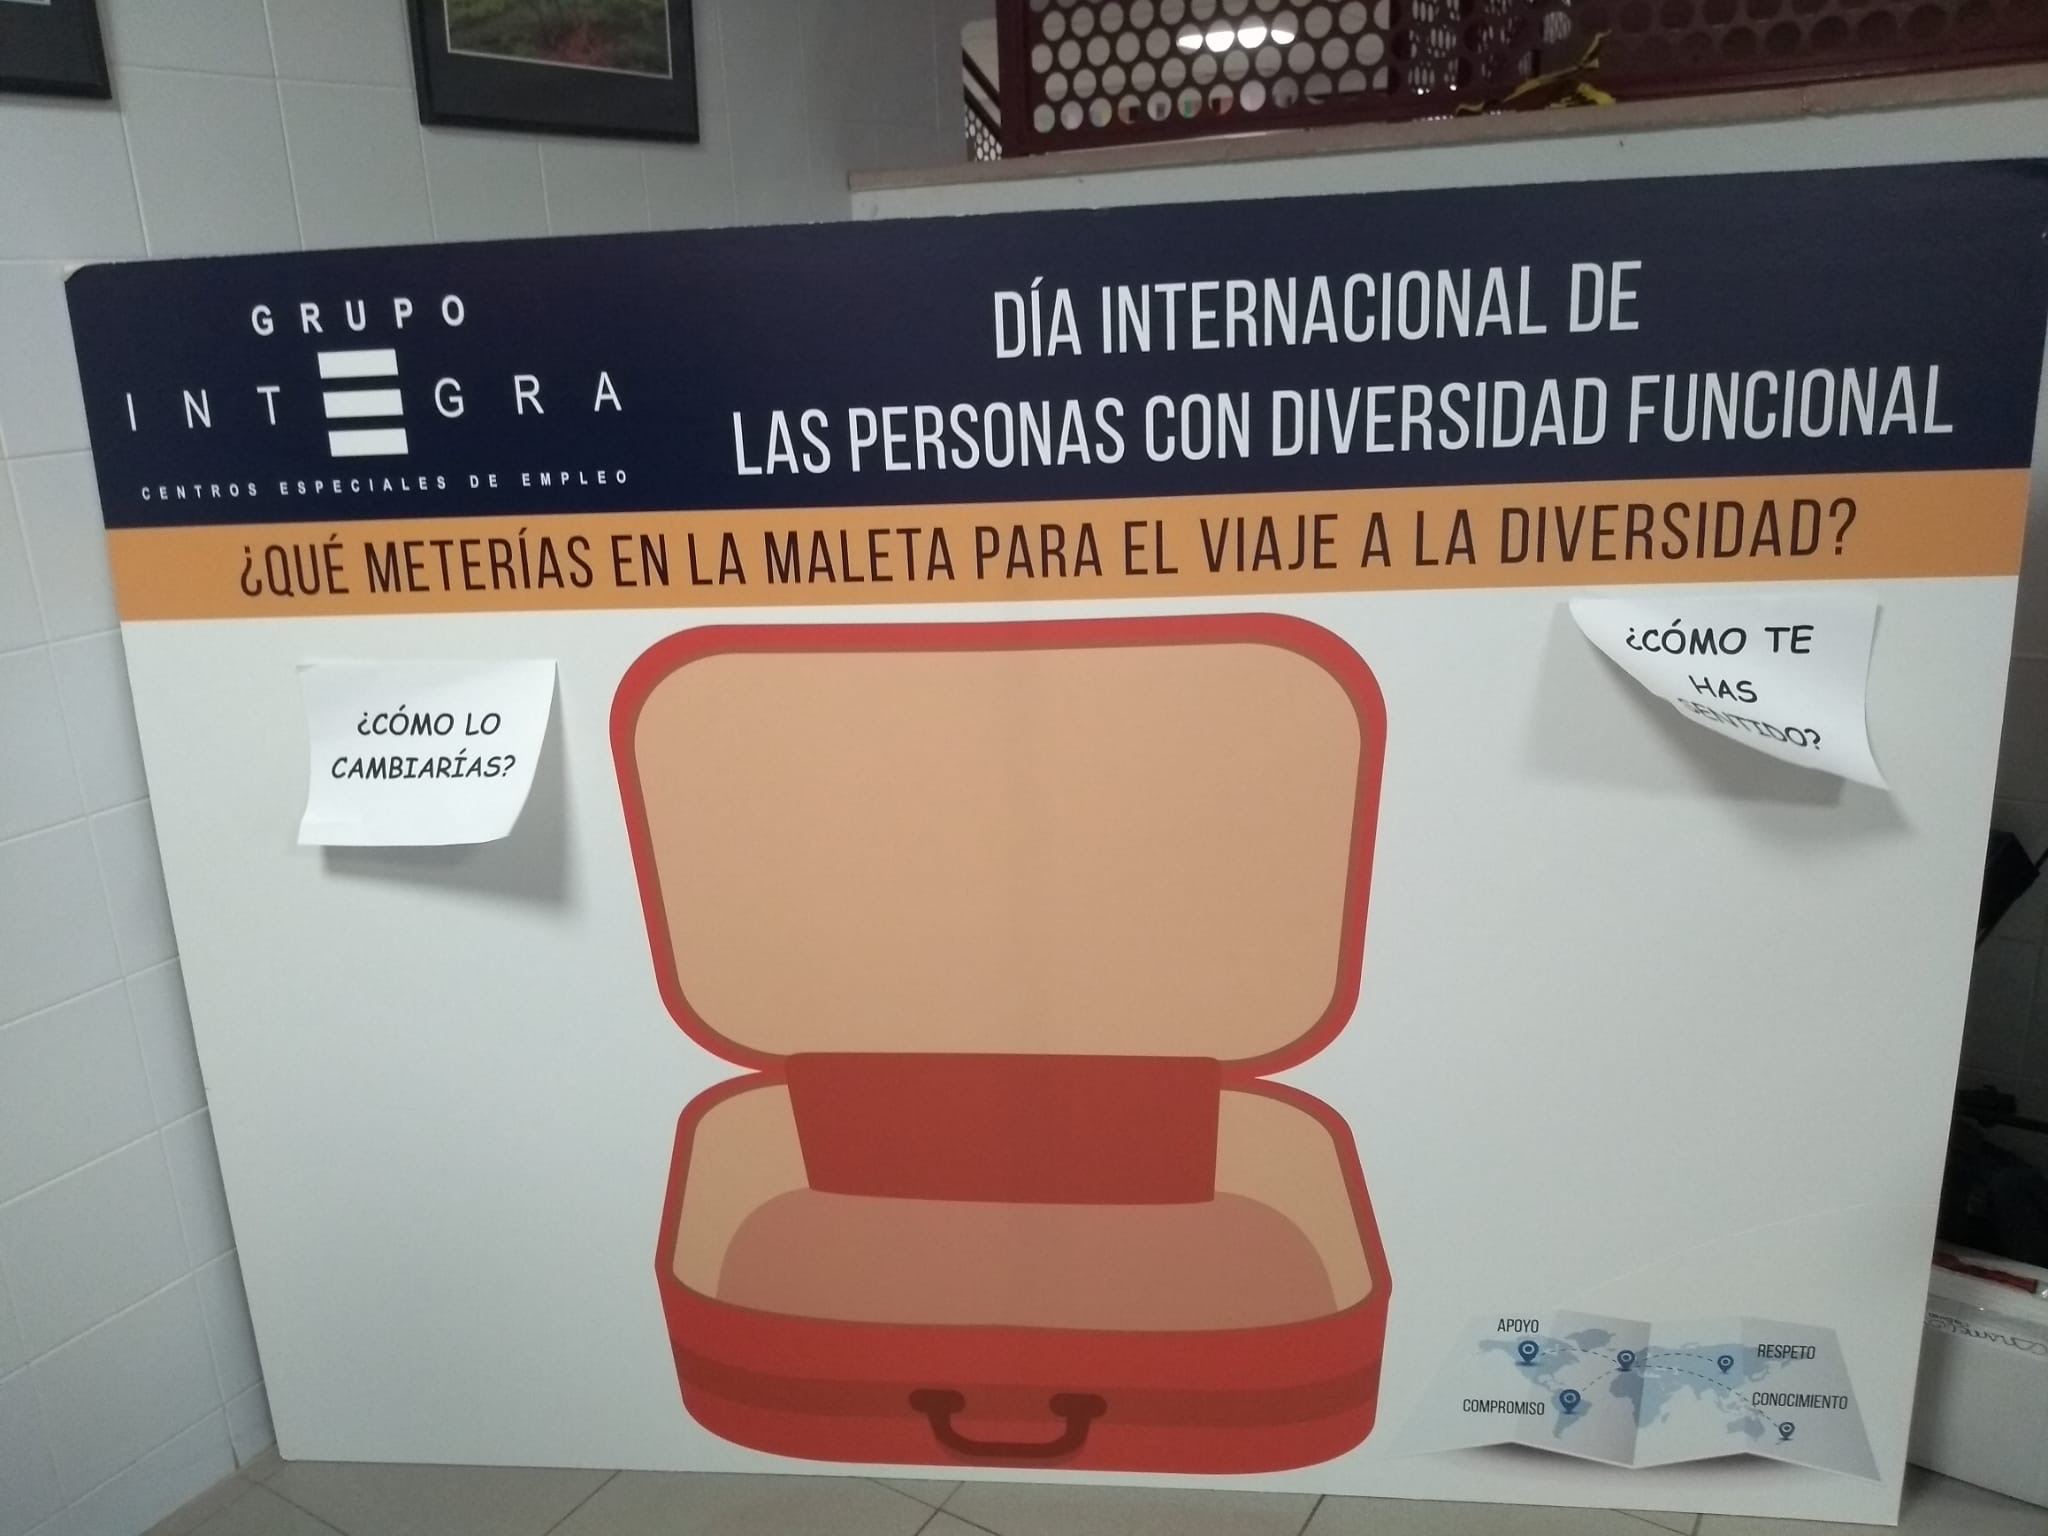 GRUPO
INTEGRA
CENTROS ESPECIALES DE EMPLEO
DÍA INTERNACIONAL DE
LAS PERSONAS CON DIVERSIDAD FUNCIONAL
¿QUÉ METERÍAS EN LA MALETA PARA EL VIAJE A LA DIVERSIDAD?
¿CÓMO LO
CAMBIARÍAS?
¿CÓMO TE
HAS
SENTIDO?
APOYO
RESPETO
COMPROMISO
CONOCIMIENTO